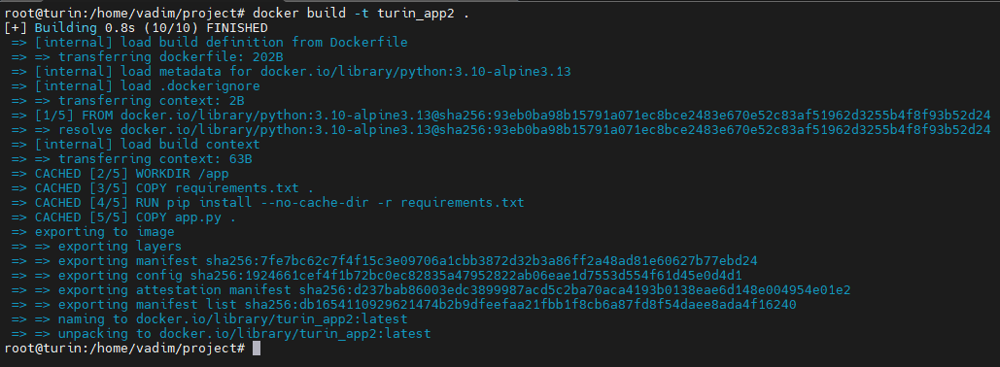 root@turin:/home/vadim/project# docker build -t turin_app2 .
[+] Building 0.8s (10/10) FINISHED
=> [internal] load build definition from Dockerfile
=> => transferring dockerfile: 202B
=> [internal] load metadata for docker.io/library/python:3.10-alpine3.13
=> [internal] load .dockerignore
=> => transferring context: 2B
=> [1/5] FROM docker.io/library/python:3.10-alpine3.13@sha256:93eb0ba98b15791a071ec8bce2483e670e52c83af51962d3255b4f8f93b52d24
=> => resolve docker.io/library/python:3.10-alpine3.13@sha256:93eb0ba98b15791a071ec8bce2483e670e52c83af51962d3255b4f8f93b52d24
=> [internal] load build context
=> => transferring context: 63B
=> CACHED [2/5] WORKDIR /app
=> CACHED [3/5] COPY requirements.txt .
=> CACHED [4/5] RUN pip install --no-cache-dir -r requirements.txt
=> CACHED [5/5] COPY app.py .
=> exporting to image
=> => exporting layers
=> => exporting manifest sha256:7fe7bc62c7f4f15c3e09706a1cbb3872d32b3a86ff2a48ad81e60627b77ebd24
=> => exporting config sha256:1924661cef4f1b72bc0ec82835a47952822ab06eae1d7553d554f61d45e0d4d1
=> => exporting attestation manifest sha256:d237bab86003edc3899987acd5c2ba70aca4193b0138eae6d148e004954e01e2
=> => exporting manifest list sha256:db1654110929621474b2b9dfeefaa21fbb1f8cb6a87fd8f54daee8ada4f16240
=> => naming to docker.io/library/turin_app2:latest
=> => unpacking to docker.io/library/turin_app2:latest
root@turin:/home/vadim/project#